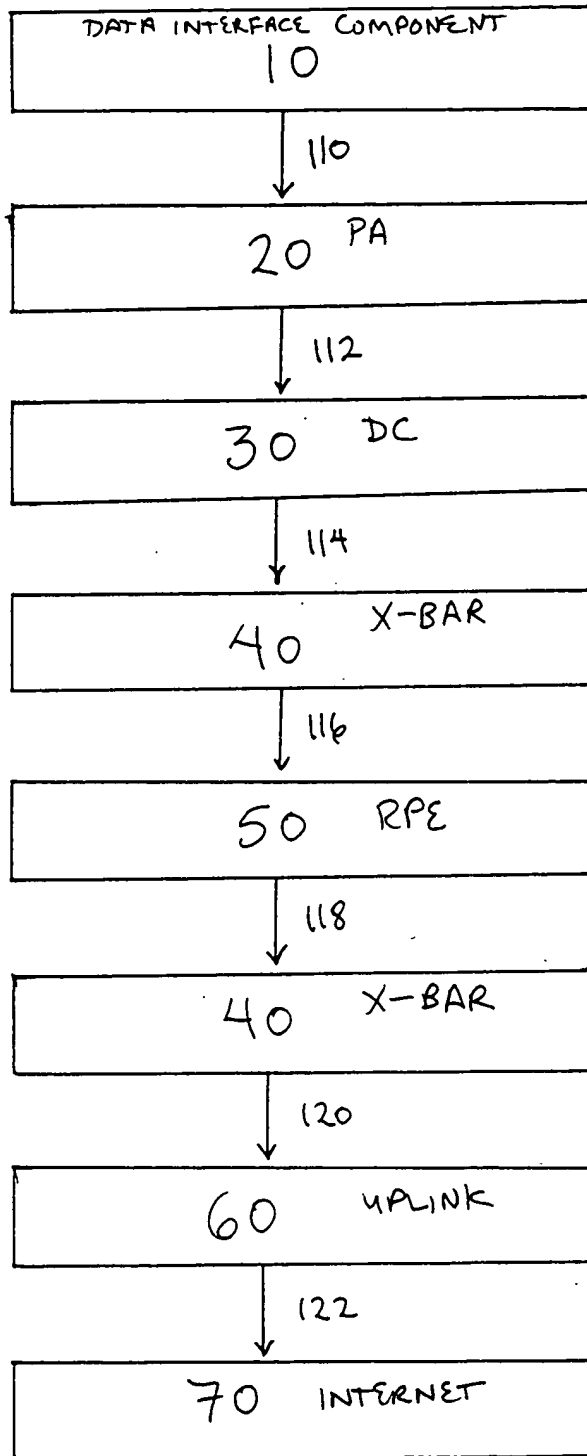 DATA INTERFACE COMPONENT
10
110
20 PA
112
30 DC
114
40 X-BAR
116
50 RPE
118
40 X-BAR
120
60 UPLINK
122
70 INTERNET